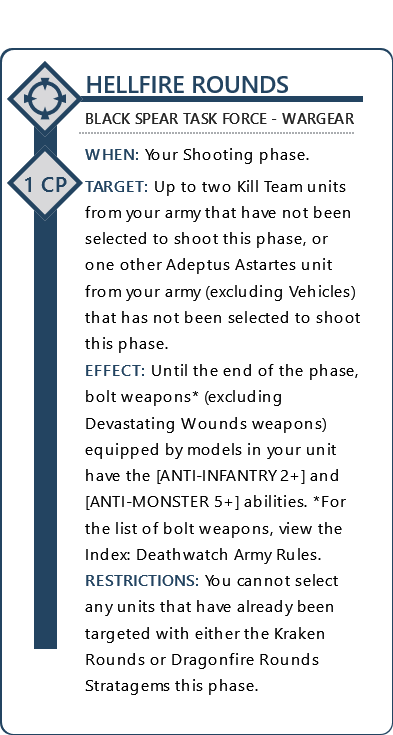 HELLFIRE ROUNDS
BLACK SPEAR TASK FORCE - WARGEAR
WHEN: Your Shooting phase.
1 CP
TARGET: Up to two Kill Team units
from your army that have not been
selected to shoot this phase, or
one other Adeptus Astartes unit
from your army (excluding Vehicles)
that has not been selected to shoot
this phase.
EFFECT: Until the end of the phase,
bolt weapons* (excluding
Devastating Wounds weapons)
equipped by models in your unit
have the [ANTI-INFANTRY 2+] and
[ANTI-MONSTER 5+] abilities. *For
the list of bolt weapons, view the
Index: Deathwatch Army Rules.
RESTRICTIONS: You cannot select
any units that have already been
targeted with either the Kraken
Rounds or Dragonfire Rounds
Stratagems this phase.